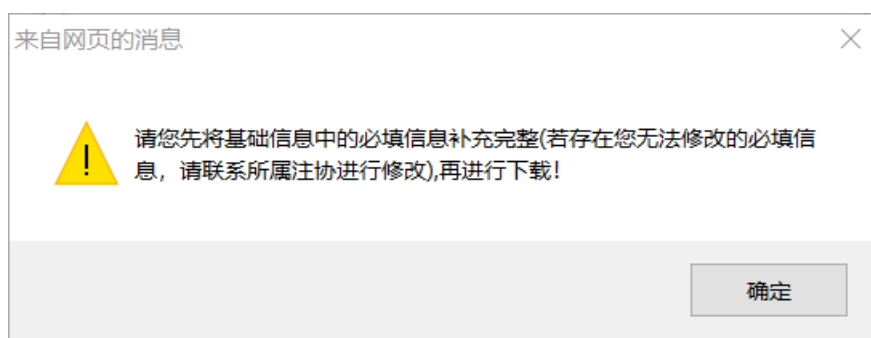 来自网页的消息
请您先将基础信息中的必填信息补充完整(若存在您无法修改的必填信
息，请联系所属注协进行修改),再进行下载!
确定